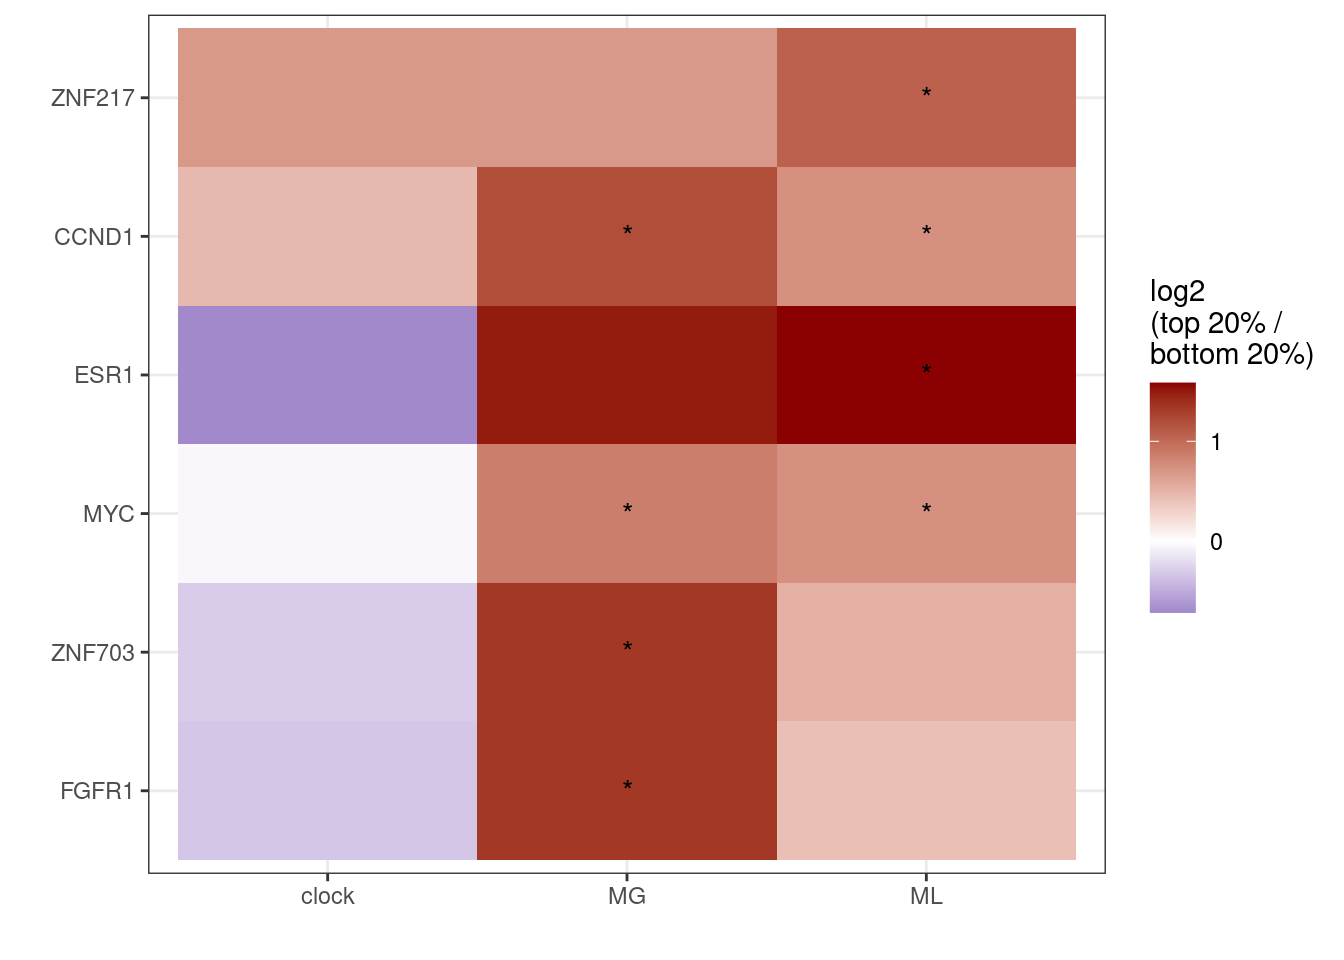 ZNF217
*
CCND1
*
*
ESR1
*
MYC
*
*
ZNF703
*
FGFR1
*
clock
MG
ML
log2
(top 20% /
bottom 20%)
1
0